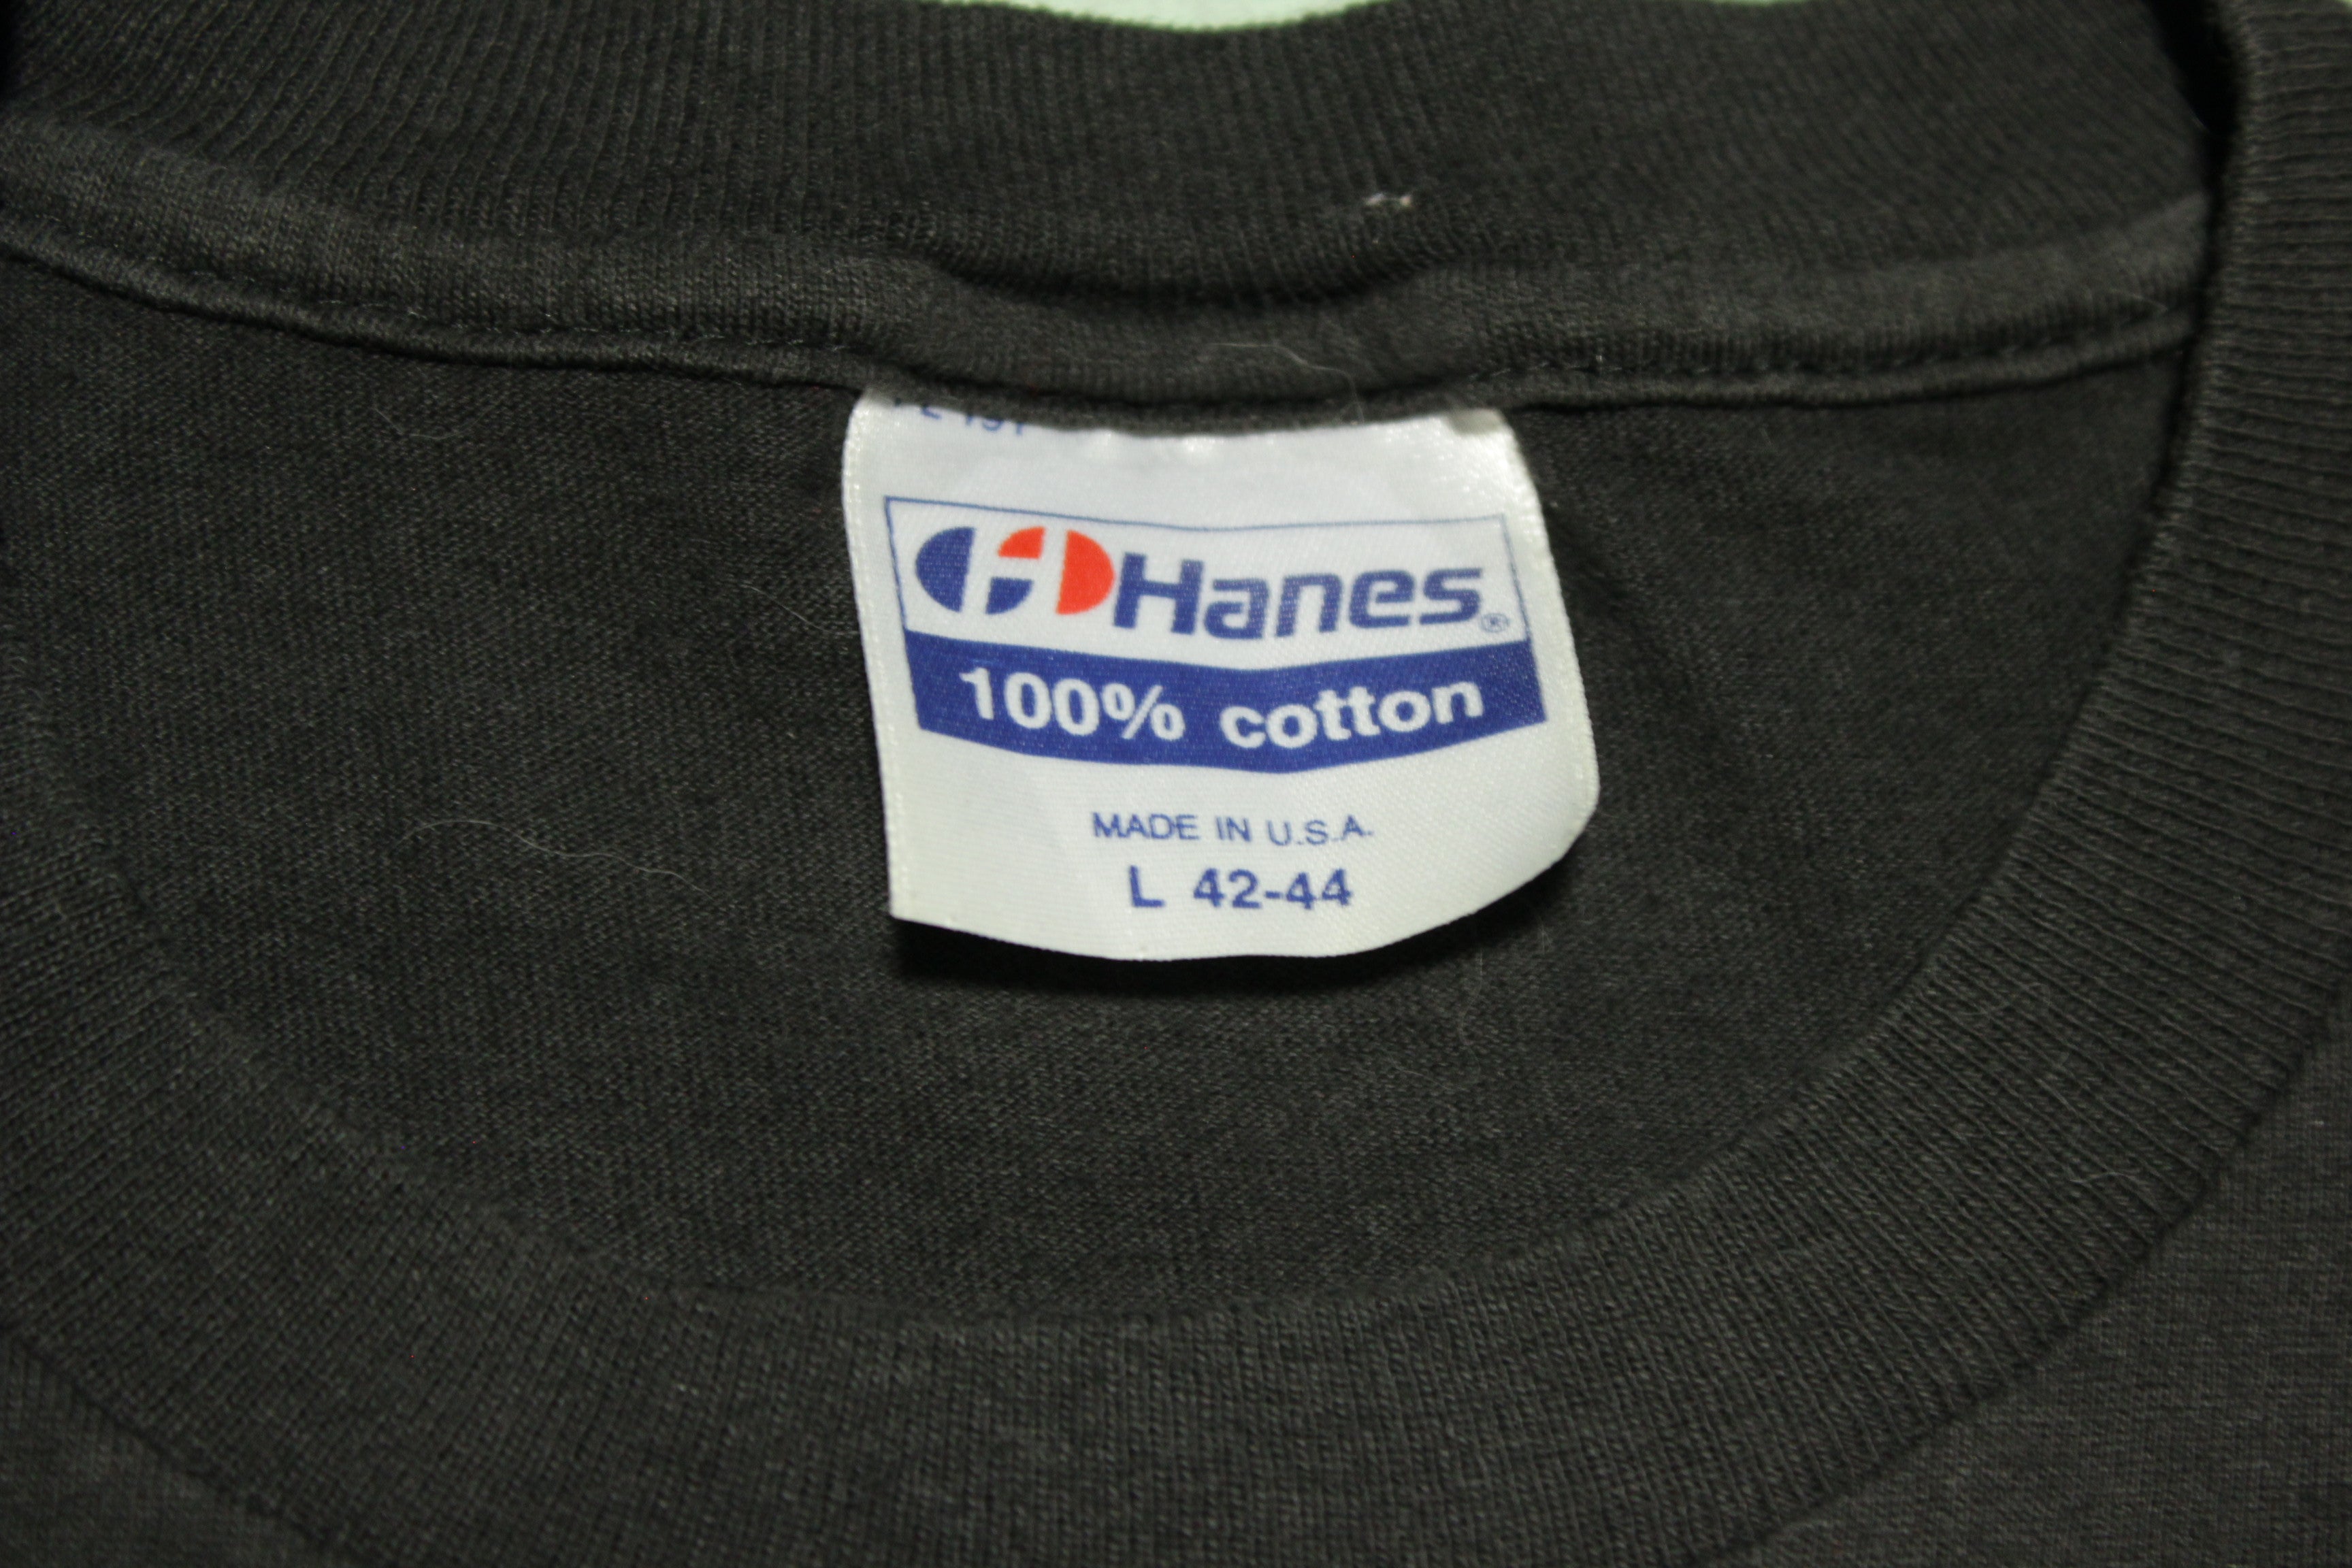 Hanes®
100% cotton
MADE IN U.S.A.
L 42-44